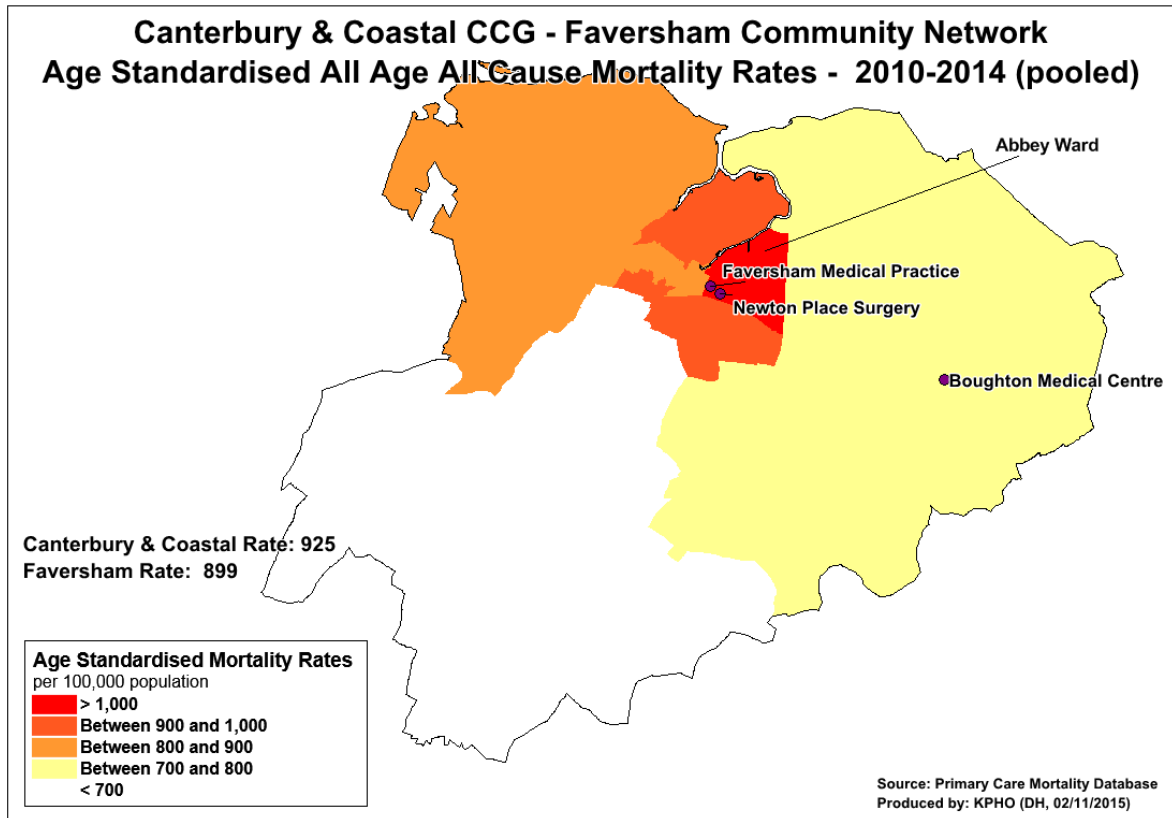 Canterbury & Coastal CCG - Faversham Community Network
Age Standardised All Age All Cause Mortality Rates - 2010-2014 (pooled)
Abbey Ward
Faversham Medical Practice
Newton Place Surgery
Boughton Medical Centre
Canterbury & Coastal Rate: 925
Faversham Rate: 899
Age Standardised Mortality Rates
per 100,000 population
> 1,000
Between 900 and 1,000
Between 800 and 900
Between 700 and 800
< 700
Source: Primary Care Mortality Database
Produced by: KPHO (DH, 02/11/2015)